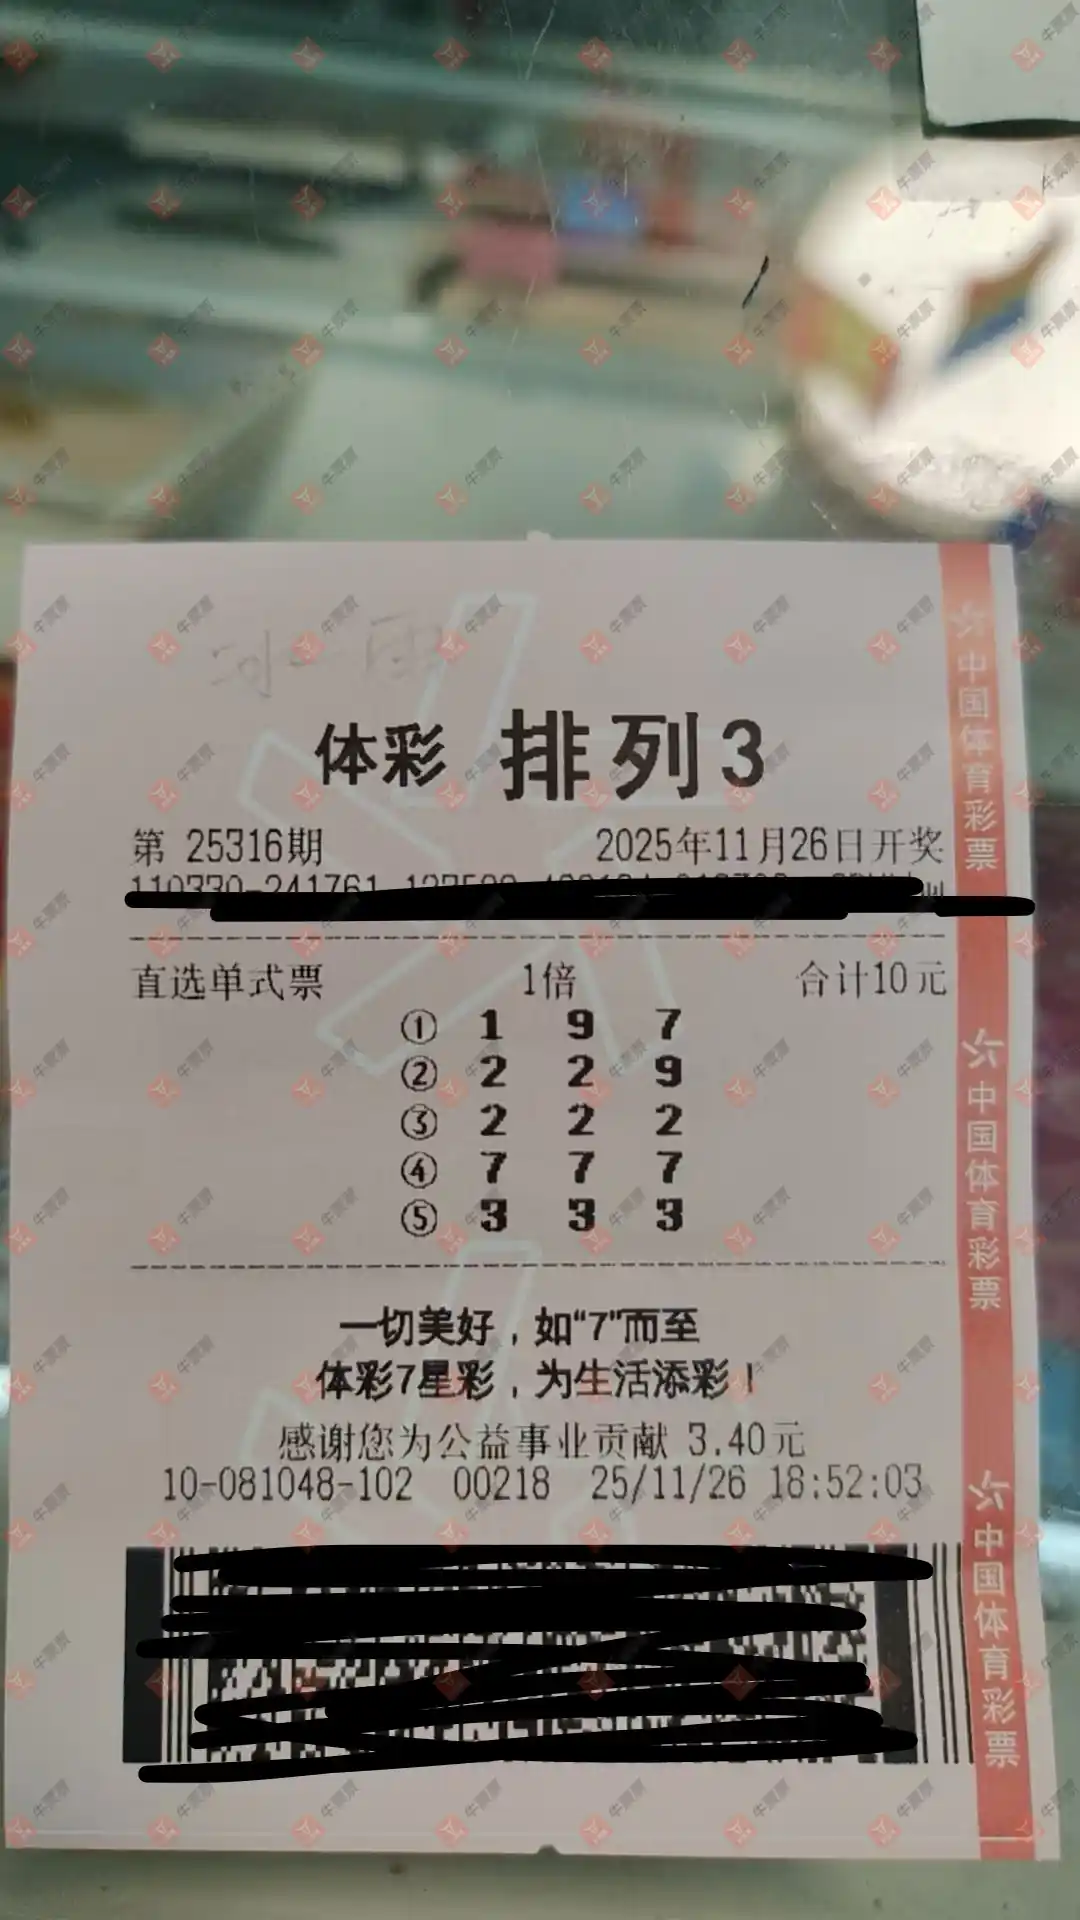 体彩 排列3
第 25316期 2025年11月26日开奖
直选单式票 1倍 合计10元
① 1 9 7
② 2 2 9
③ 2 2 2
④ 7 7 7
⑤ 3 3 3
一切美好，如“7”而至
体彩7星彩，为生活添彩！
感谢您为公益事业贡献 3.40元
10-081048-102 00218 25/11/26 18:52:03
中国体育彩票
中国体育彩票
中国体育彩票